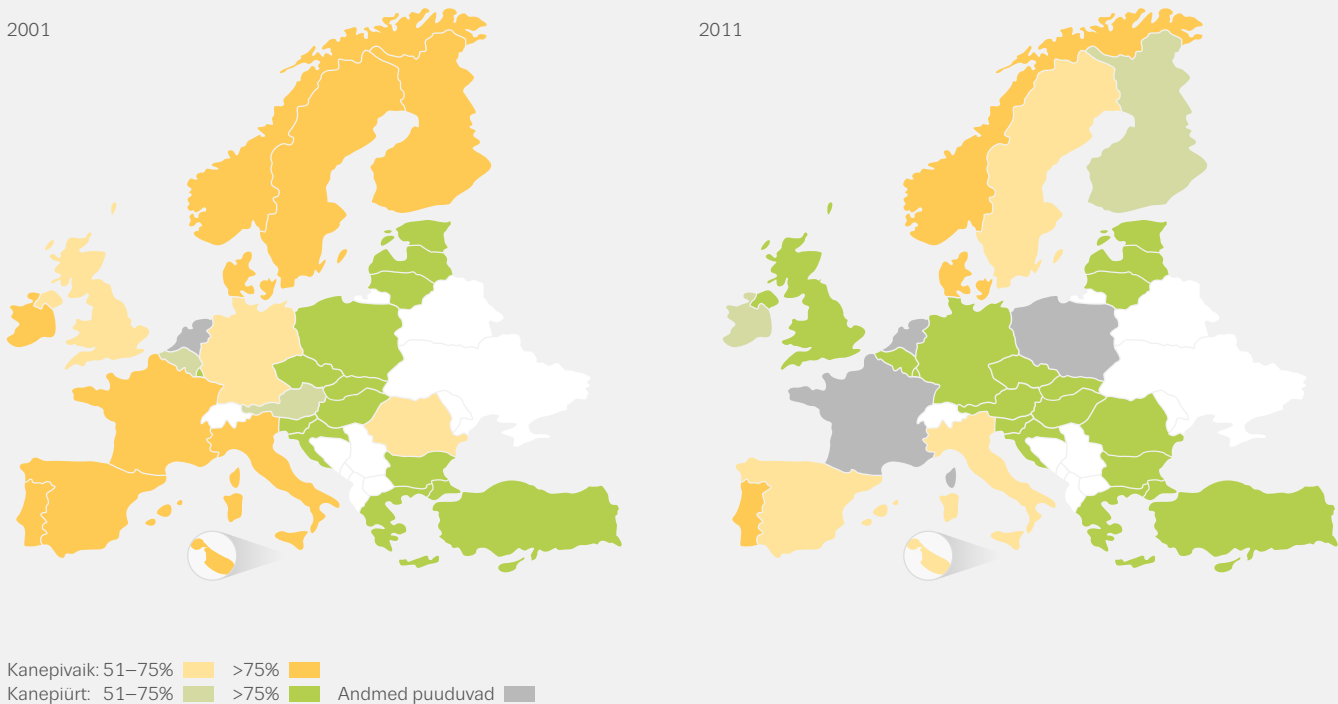 2001
2011
Kanepivaik: 51–75% >75%
Kanepiürt: 51–75% >75% Andmed puuduvad